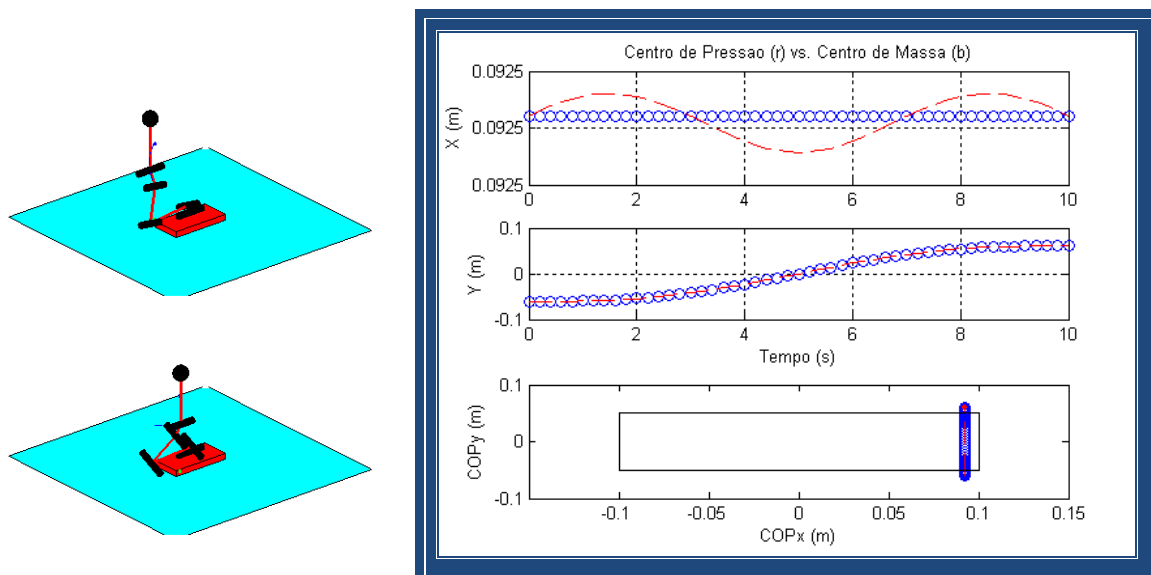 Centro de Pressao (r) vs. Centro de Massa (b)
0.0925
0.0925
0.0925
X (m)
0 2 4 6 8 10
0.1
0
-0.1
Y (m)
0 2 4 6 8 10
Tempo (s)
0.1
0
-0.1
COPy (m)
-0.1 -0.05 0 0.05 0.1 0.15
COPx (m)